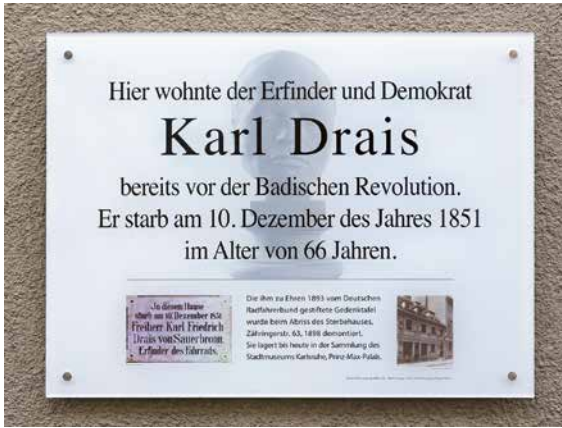 Hier wohnte der Erfinder und Demokrat
Karl Drais
bereits vor der Badischen Revolution.
Er starb am 10. Dezember des Jahres 1851
im Alter von 66 Jahren.
In diesem Hause
starb am 10. Dezember 1851
Freiherr Karl Friedrich
Drais von Sauerbronn
Erfinder des Fahrrads.
Die ihm zu Ehren 1893 vom Deutschen
Radfahrerbund gestiftete Gedenktafel
wurde beim Abriss des Sterbehauses,
Zähringerstr. 63, 1898 demontiert.
Sie lagert bis heute in der Sammlung des
Stadtmuseums Karlsruhe, Prinz-Max-Palais.